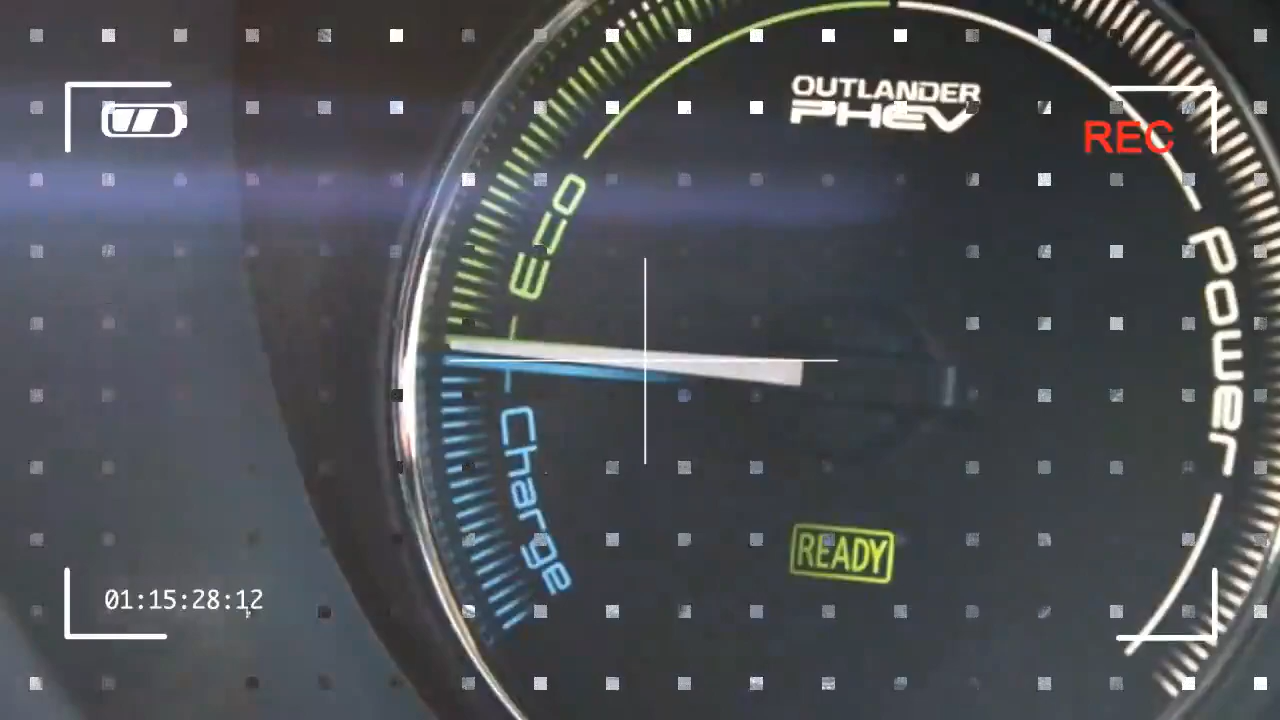 OUTLANDER
PHEV
REC
Eco
Power
Charge
READY
01:15:28:12